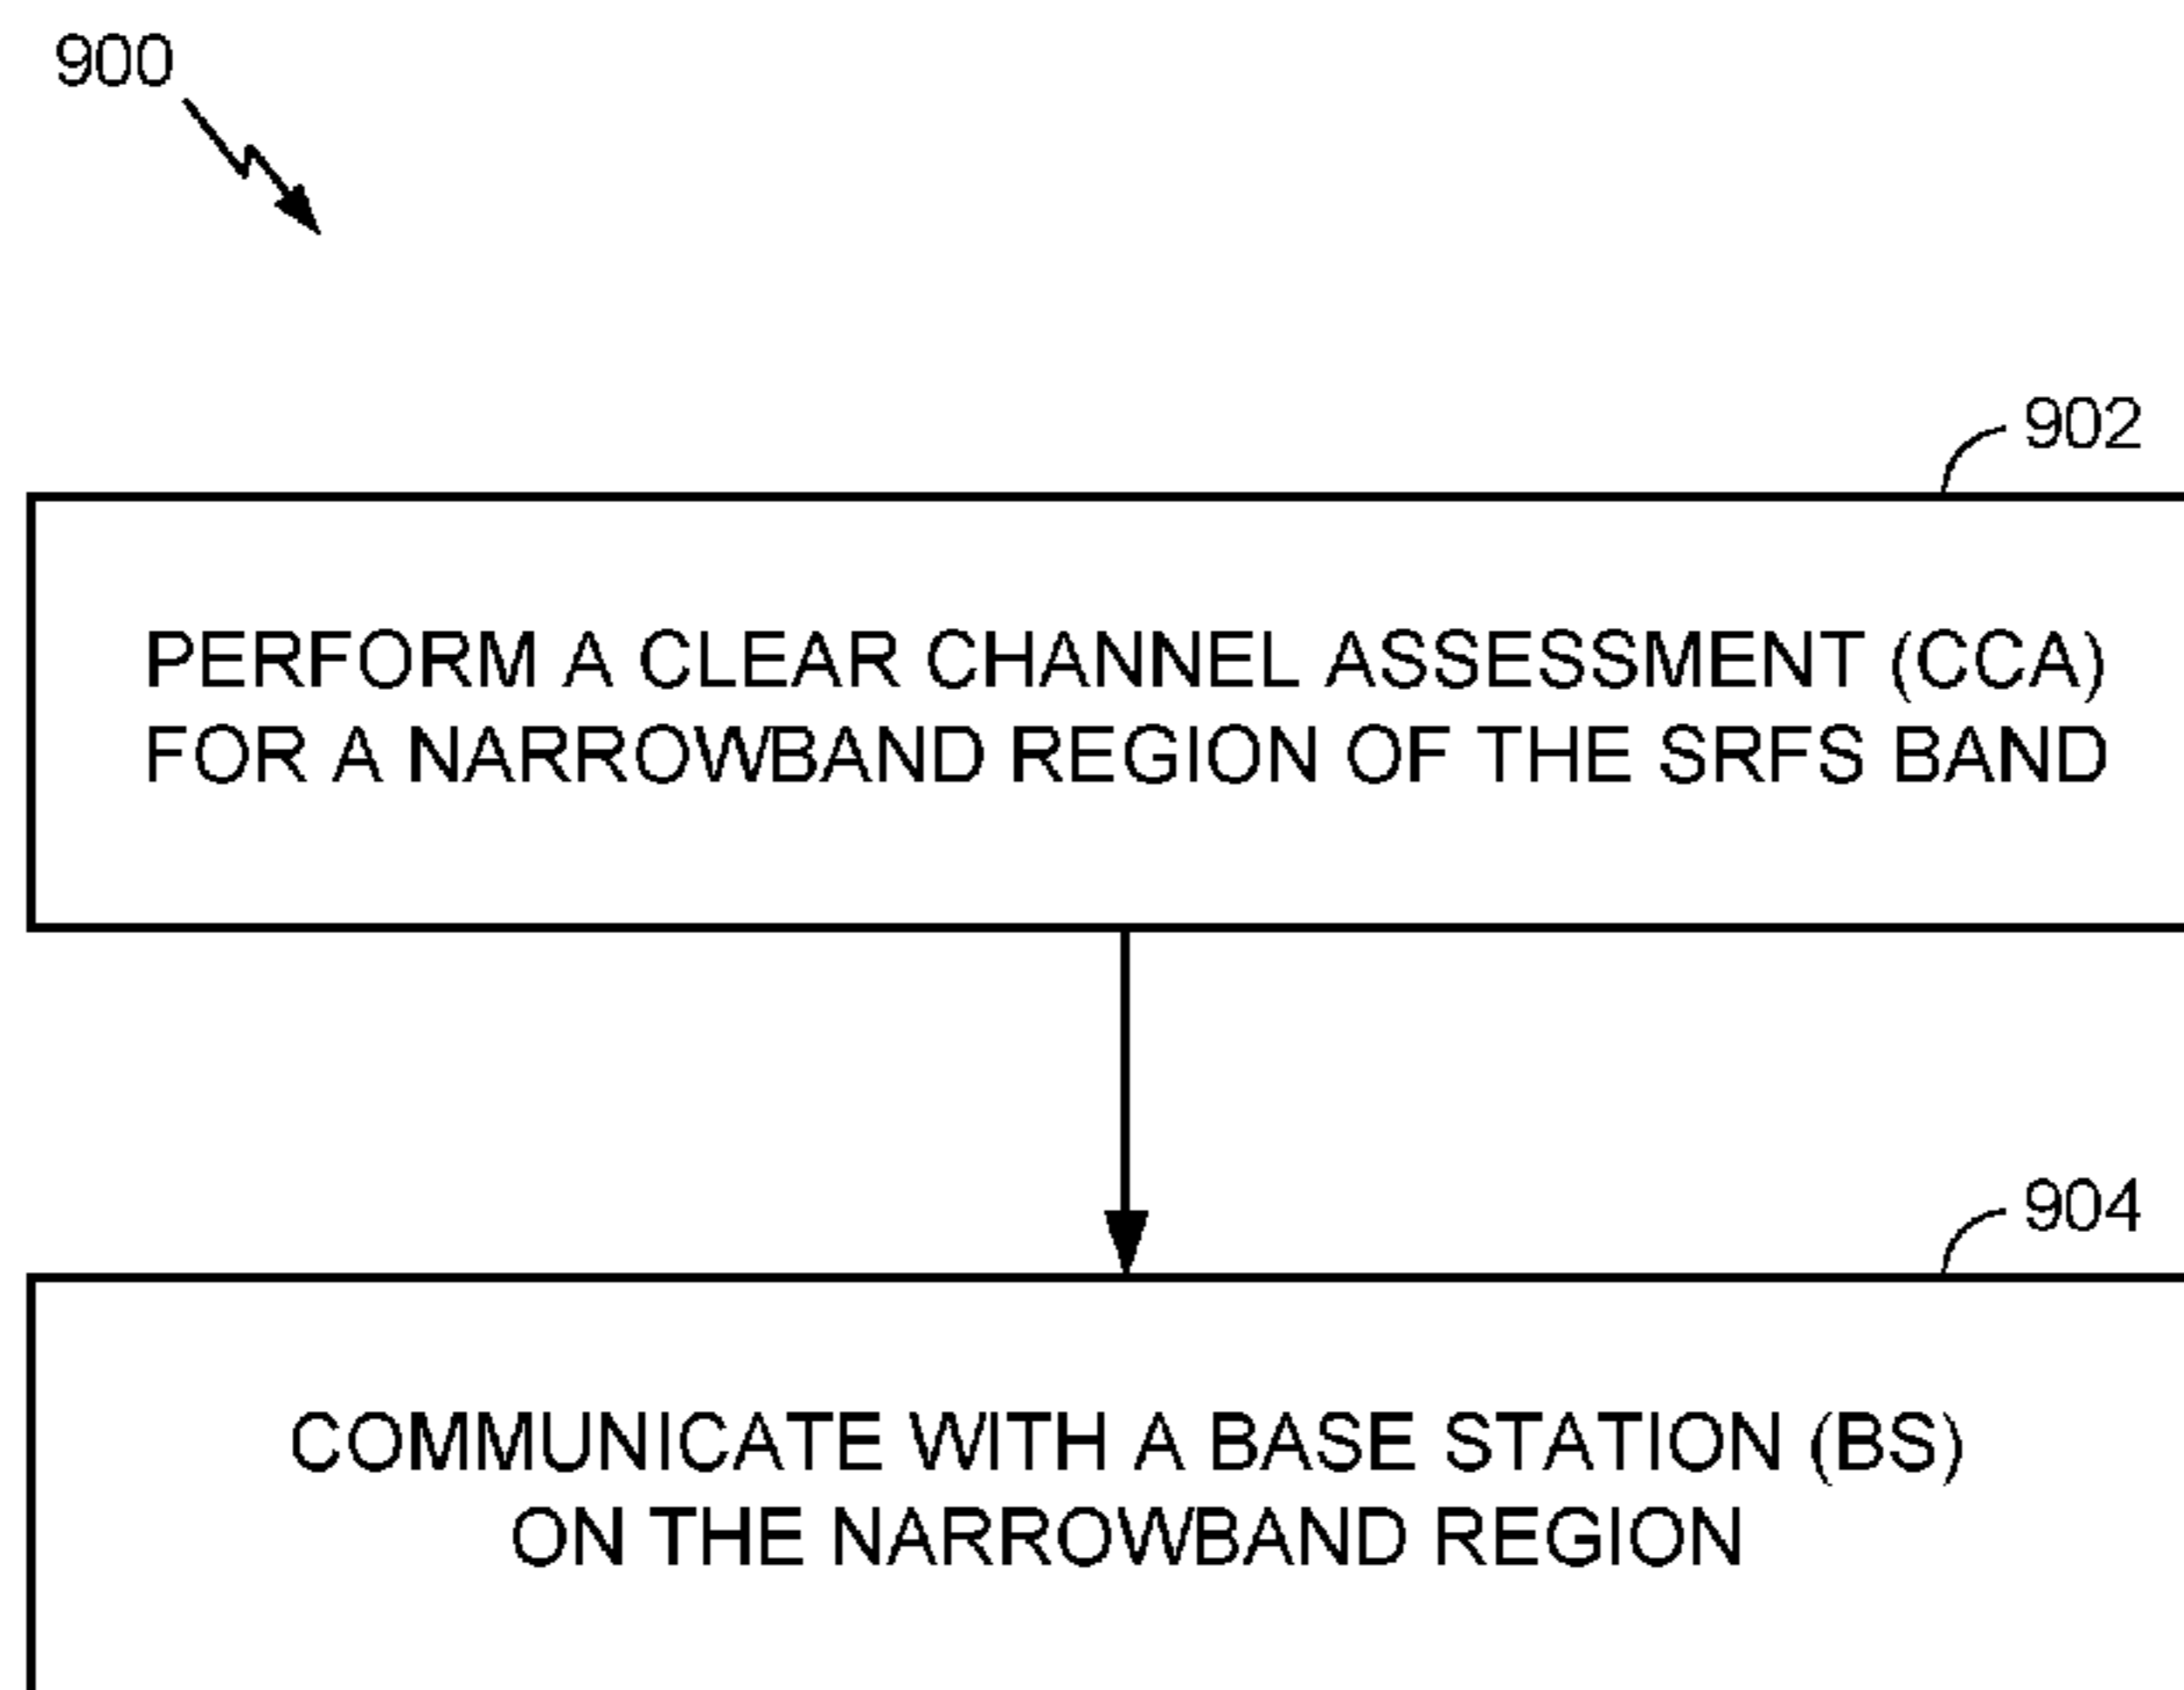 900
902
PERFORM A CLEAR CHANNEL ASSESSMENT (CCA)
FOR A NARROWBAND REGION OF THE SRFS BAND
904
COMMUNICATE WITH A BASE STATION (BS)
ON THE NARROWBAND REGION